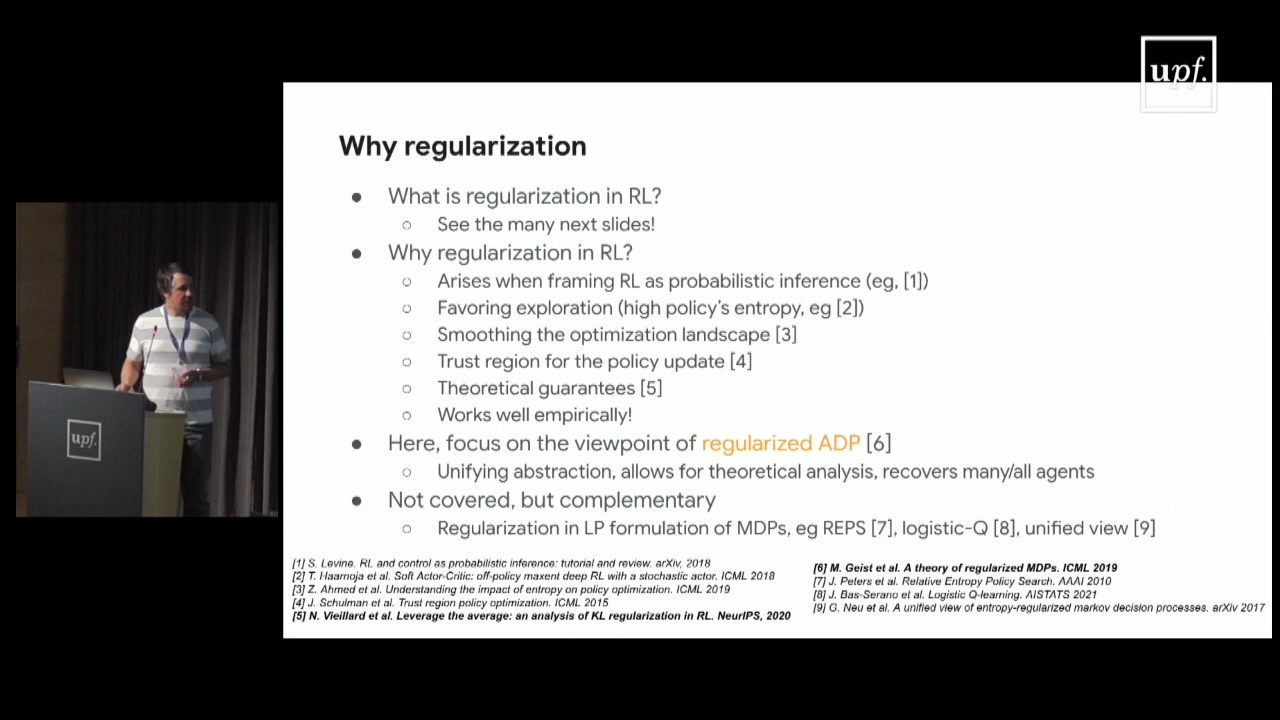 upf.
Why regularization
● What is regularization in RL?
○ See the many next slides!
● Why regularization in RL?
○ Arises when framing RL as probabilistic inference (eg, [1])
○ Favoring exploration (high policy's entropy, eg [2])
○ Smoothing the optimization landscape [3]
○ Trust region for the policy update [4]
○ Theoretical guarantees [5]
○ Works well empirically!
● Here, focus on the viewpoint of regularized ADP [6]
○ Unifying abstraction, allows for theoretical analysis, recovers many/all agents
● Not covered, but complementary
○ Regularization in LP formulation of MDPs, eg REPS [7], logistic-Q [8], unified view [9]
[1] S. Levine. RL and control as probabilistic inference: tutorial and review. arXiv, 2018
[2] T. Haarnoja et al. Soft Actor-Critic: off-policy maxent deep RL with a stochastic actor. ICML 2018
[3] Z. Ahmed et al. Understanding the impact of entropy on policy optimization. ICML 2019
[4] J. Schulman et al. Trust region policy optimization. ICML 2015
[5] N. Vieillard et al. Leverage the average: an analysis of KL regularization in RL. NeurIPS, 2020
[6] M. Geist et al. A theory of regularized MDPs. ICML 2019
[7] J. Peters et al. Relative Entropy Policy Search. AAAI 2010
[8] J. Bas-Serano et al. Logistic Q-learning. AISTATS 2021
[9] G. Neu et al. A unified view of entropy-regularized markov decision processes. arXiv 2017
upf.